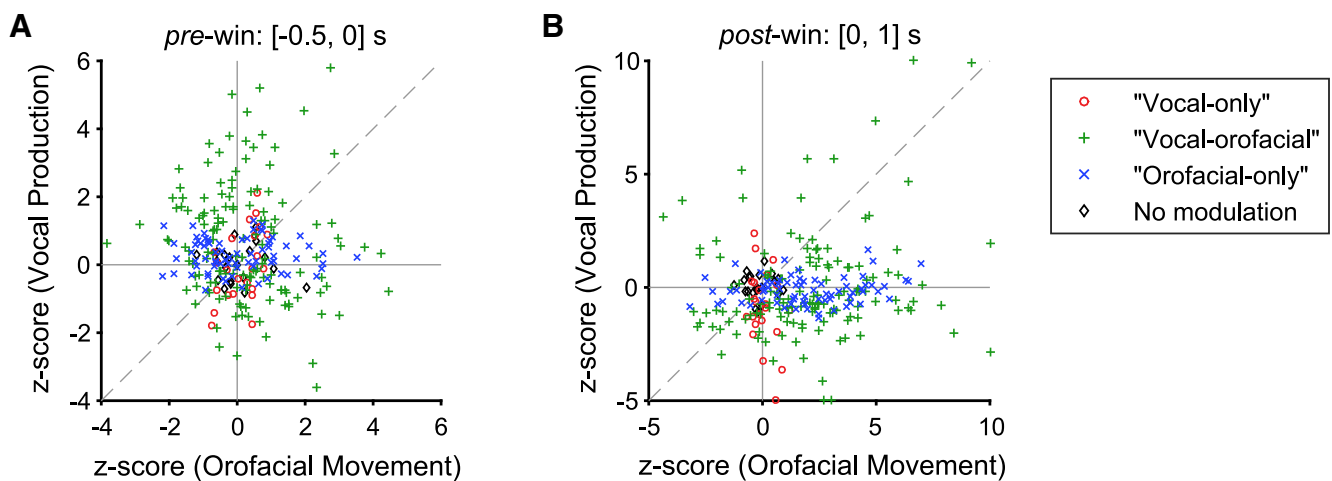 A
pre-win: [-0.5, 0] s
6
4
2
0
-2
-4
-4 -2 0 2 4 6
z-score (Vocal Production)
z-score (Orofacial Movement)
B
post-win: [0, 1] s
10
5
0
-5
-5 0 5 10
z-score (Vocal Production)
z-score (Orofacial Movement)
"Vocal-only"
"Vocal-orofacial"
"Orofacial-only"
No modulation